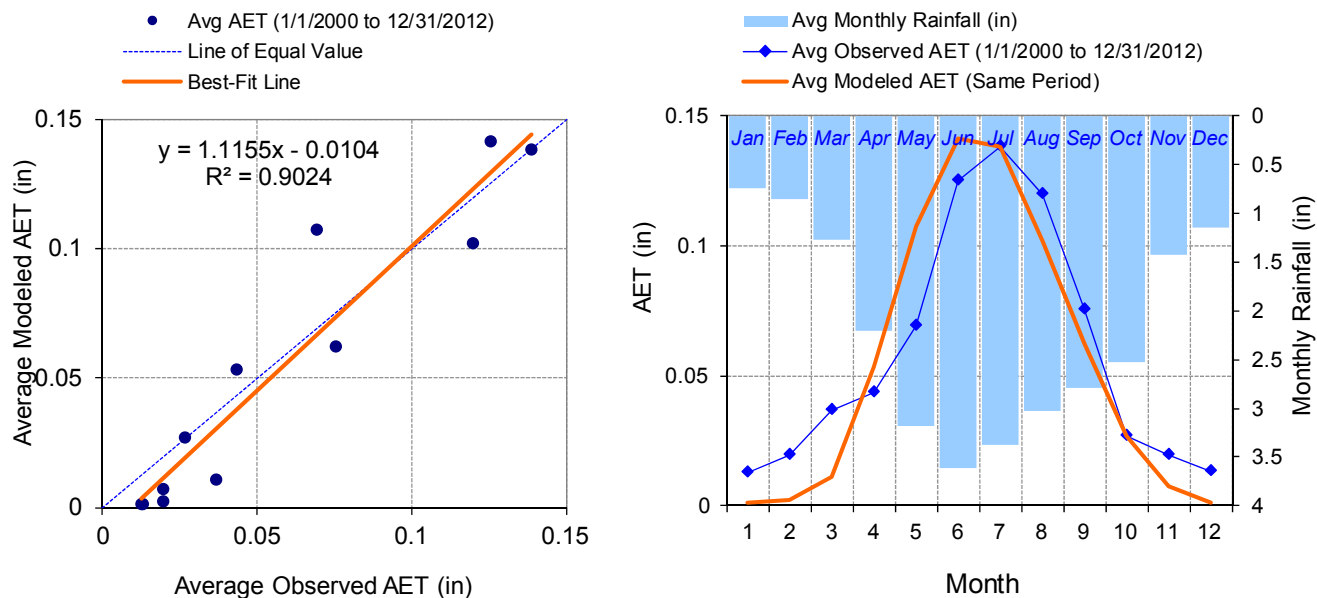 Avg AET (1/1/2000 to 12/31/2012)
Line of Equal Value
Best-Fit Line
y = 1.1155x - 0.0104
R² = 0.9024
0.15
0.1
0.05
0
0
0.05
0.1
0.15
Average Modeled AET (in)
Average Observed AET (in)
Avg Monthly Rainfall (in)
Avg Observed AET (1/1/2000 to 12/31/2012)
Avg Modeled AET (Same Period)
Jan Feb Mar Apr May Jun Jul Aug Sep Oct Nov Dec
0.15
0.1
0.05
0
AET (in)
0
0.5
1
1.5
2
2.5
3
3.5
4
Monthly Rainfall (in)
1 2 3 4 5 6 7 8 9 10 11 12
Month